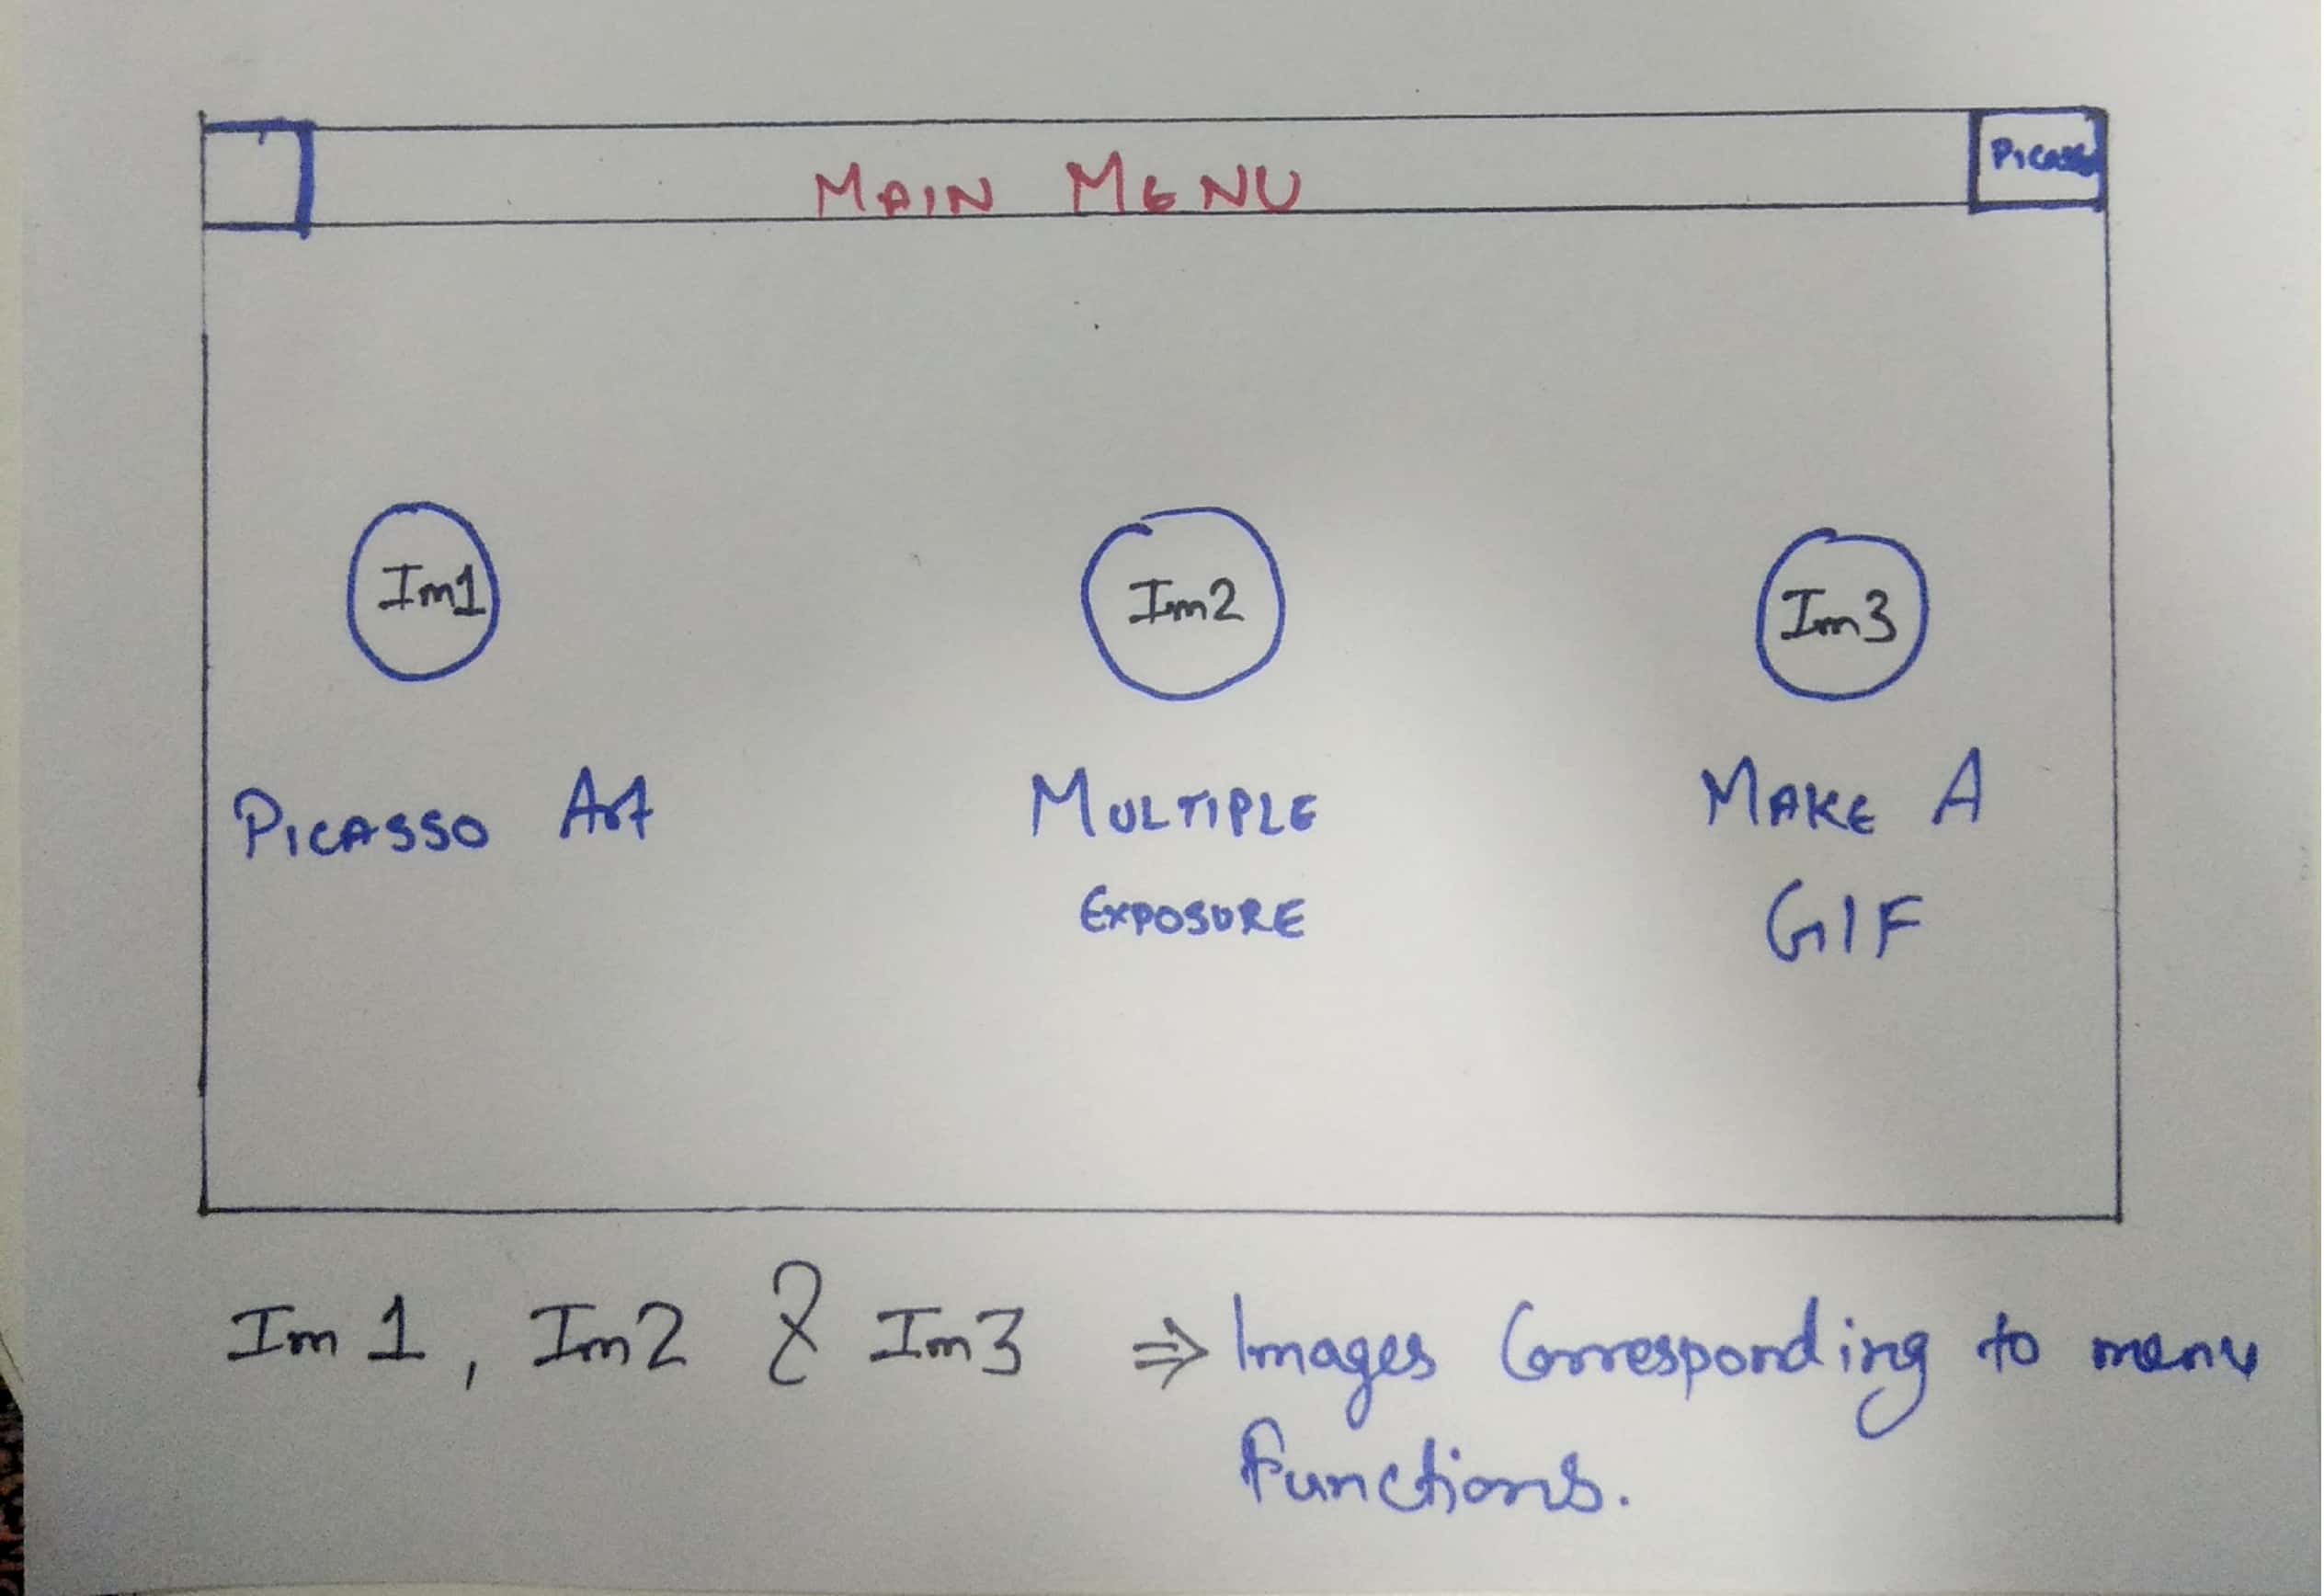 MAIN MENU
Picasso
Im1
Im2
Im3
PICASSO Art
MULTIPLE
EXPOSURE
MAKE A
GIF
Im 1, Im2 & Im3 ⇒ Images Corresponding to menu
functions.